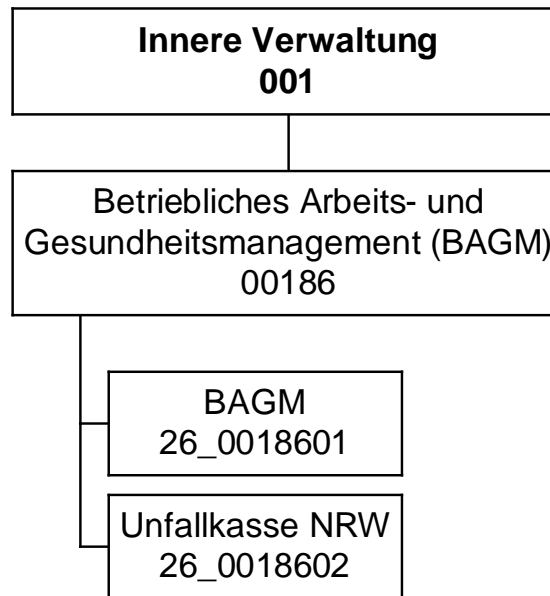 Innere Verwaltung
001
Betriebliches Arbeits- und
Gesundheitsmanagement (BAGM)
00186
BAGM
26_0018601
Unfallkasse NRW
26_0018602